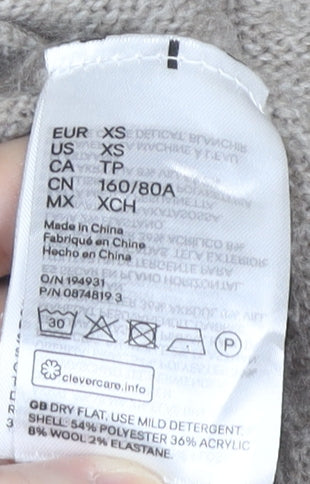 EUR XS
US XS
CA TP
CN 160/80A
MX XCH
Made in China
Fabriqué en Chine
Hecho en China
O/N 194931
P/N 0874819 3
30 P
clevercare.info
GB DRY FLAT. USE MILD DETERGENT.
SHELL: 54% POLYESTER 36% ACRYLIC
8% WOOL 2% ELASTANE.